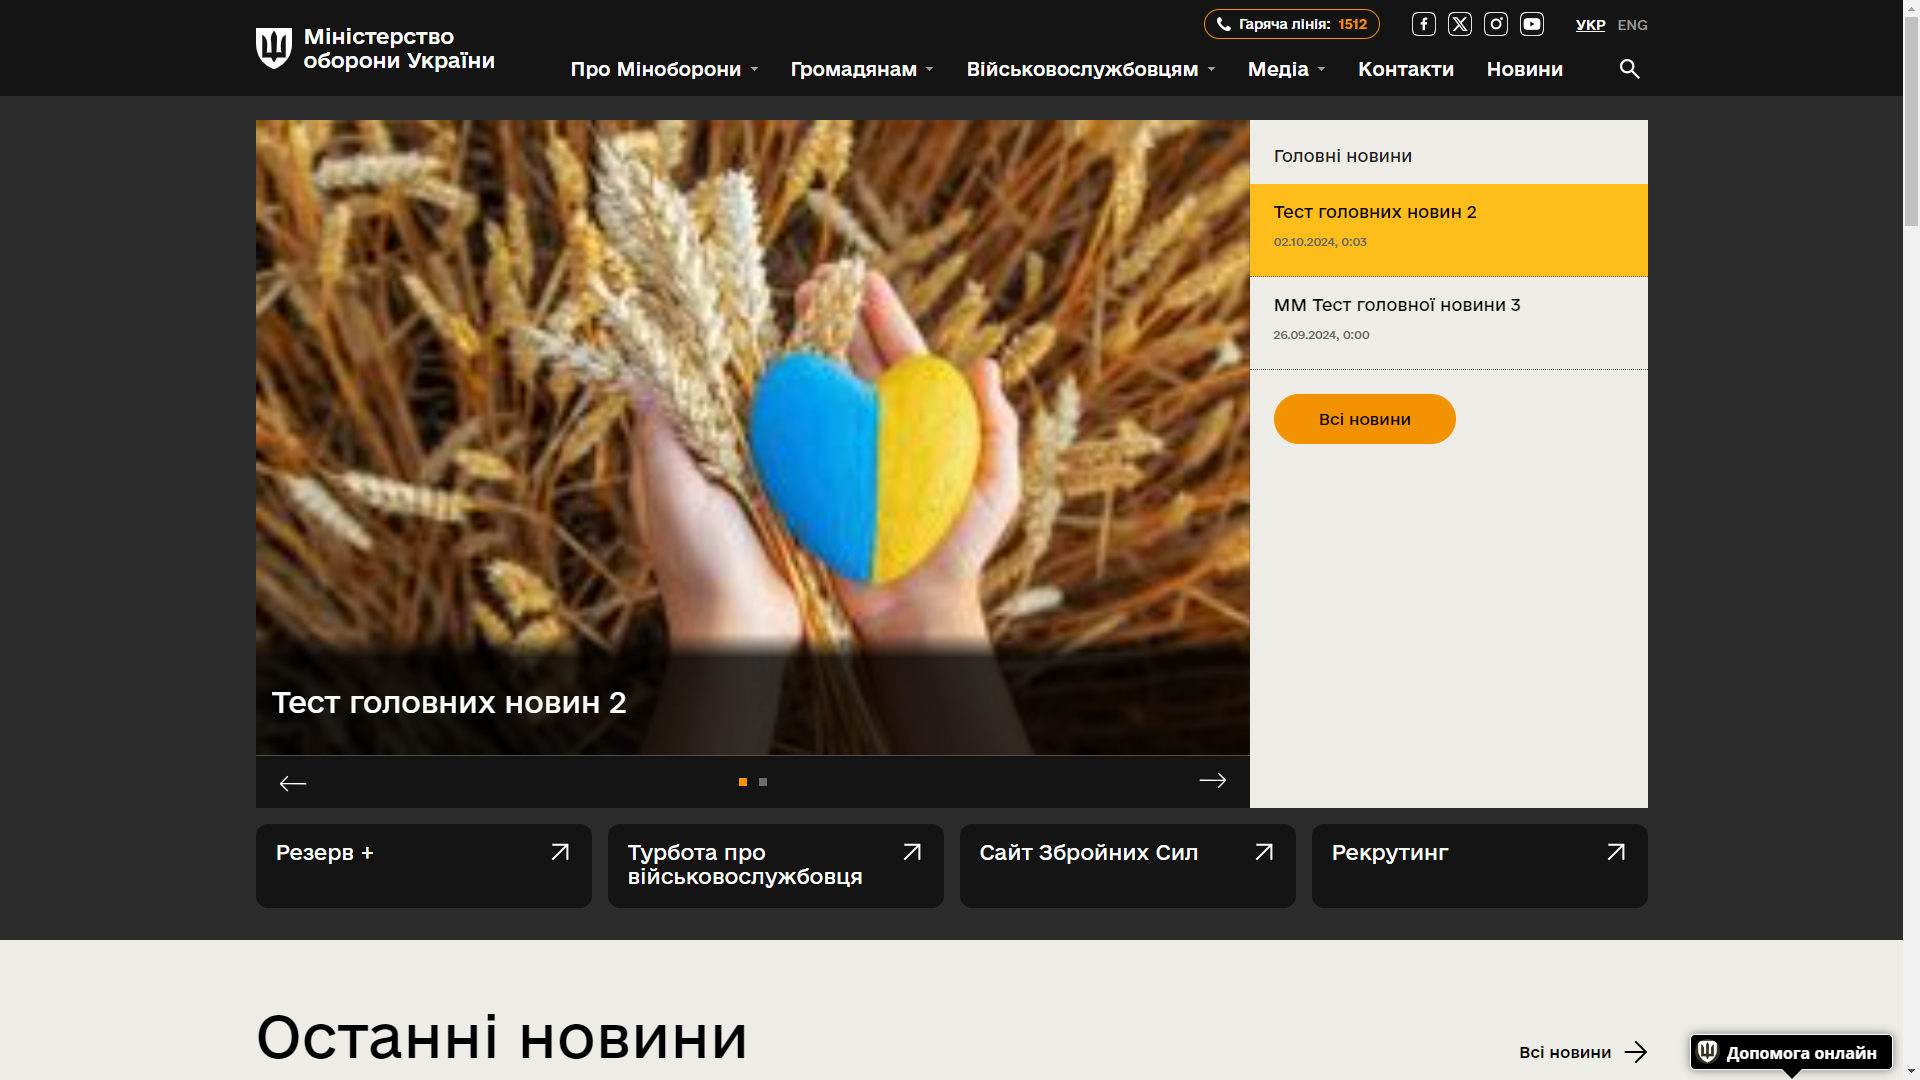 Міністерство
оборони України
Гаряча лінія: 1512
УКР ENG
Про Міноборони
Громадянам
Військовослужбовцям
Медіа
Контакти
Новини
Головні новини
Тест головних новин 2
02.10.2024, 0:03
ММ Тест головної новини 3
26.09.2024, 0:00
Всі новини
Тест головних новин 2
Резерв +
Турбота про
військовослужбовця
Сайт Збройних Сил
Рекрутинг
Останні новини
Всі новини
Допомога онлайн